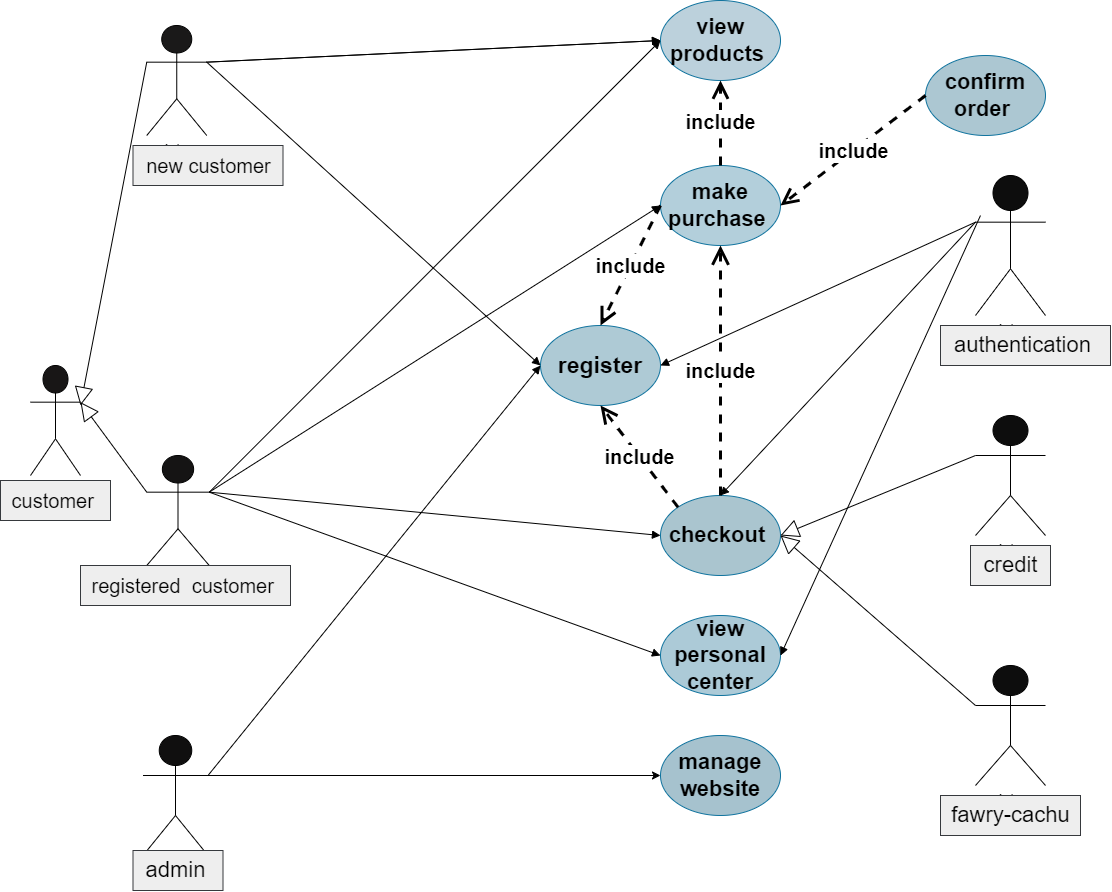 view
products
confirm
order
include
include
new customer
make
purchase
include
authentication
register
include
customer
include
checkout
credit
registered  customer
view
personal
center
manage
website
fawry-cachu
admin